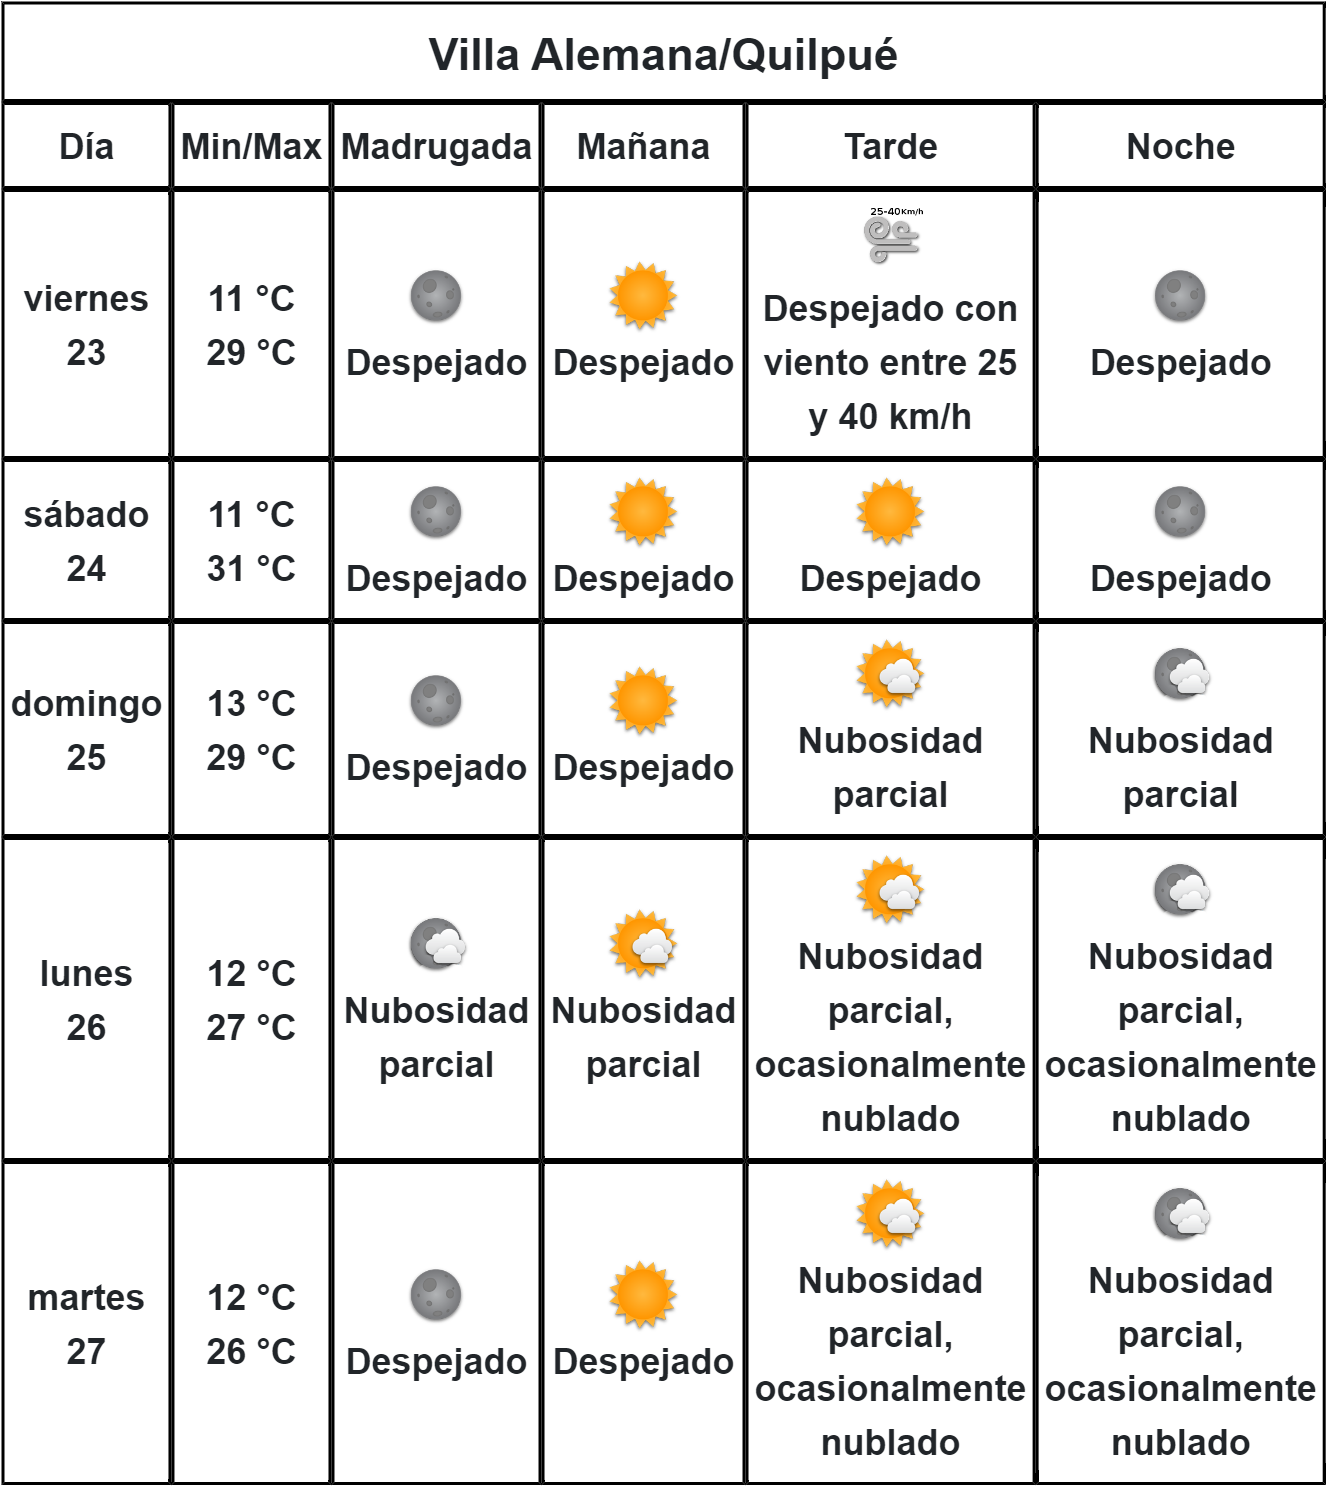 Villa Alemana/Quilpué
Día Min/Max Madrugada Mañana Tarde Noche
viernes
23
11 °C
29 °C
Despejado
Despejado
25-40Km/h
Despejado con
viento entre 25
y 40 km/h
Despejado
sábado
24
11 °C
31 °C
Despejado
Despejado
Despejado
Despejado
domingo
25
13 °C
29 °C
Despejado
Despejado
Nubosidad
parcial
Nubosidad
parcial
lunes
26
12 °C
27 °C
Nubosidad
parcial
Nubosidad
parcial
Nubosidad
parcial,
ocasionalmente
nublado
Nubosidad
parcial,
ocasionalmente
nublado
martes
27
12 °C
26 °C
Despejado
Despejado
Nubosidad
parcial,
ocasionalmente
nublado
Nubosidad
parcial,
ocasionalmente
nublado